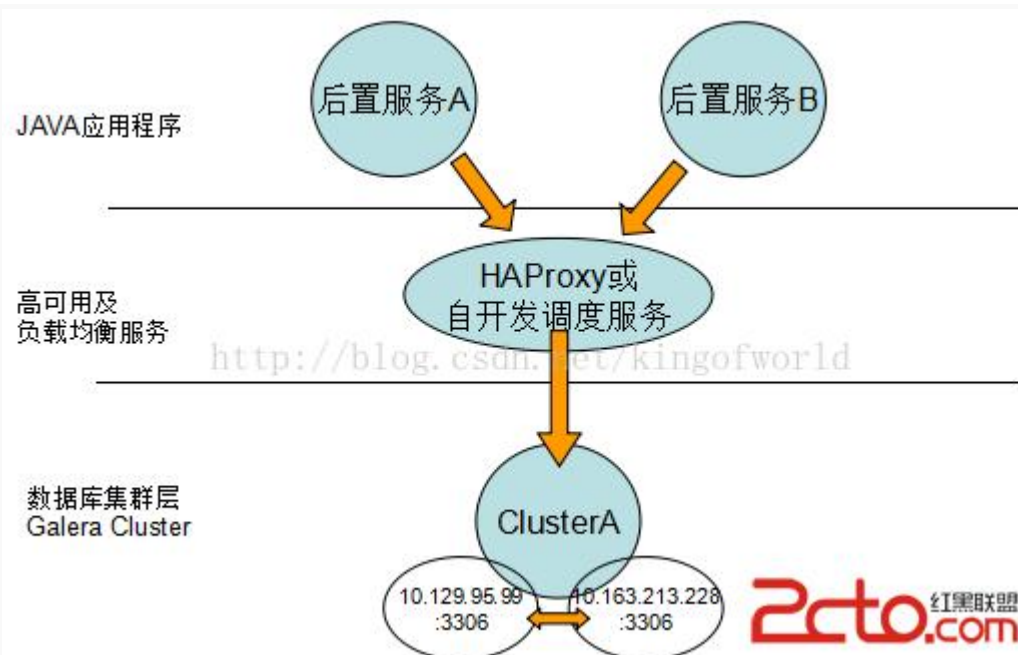 后置服务A
后置服务B
JAVA应用程序
HAProxy或
自开发调度服务
高可用及
负载均衡服务
http://blog.csdn.net/kingofworld
数据库集群层
Galera Cluster
ClusterA
10.129.95.99
:3306
10.163.213.228
:3306
2cto.com
红黑联盟